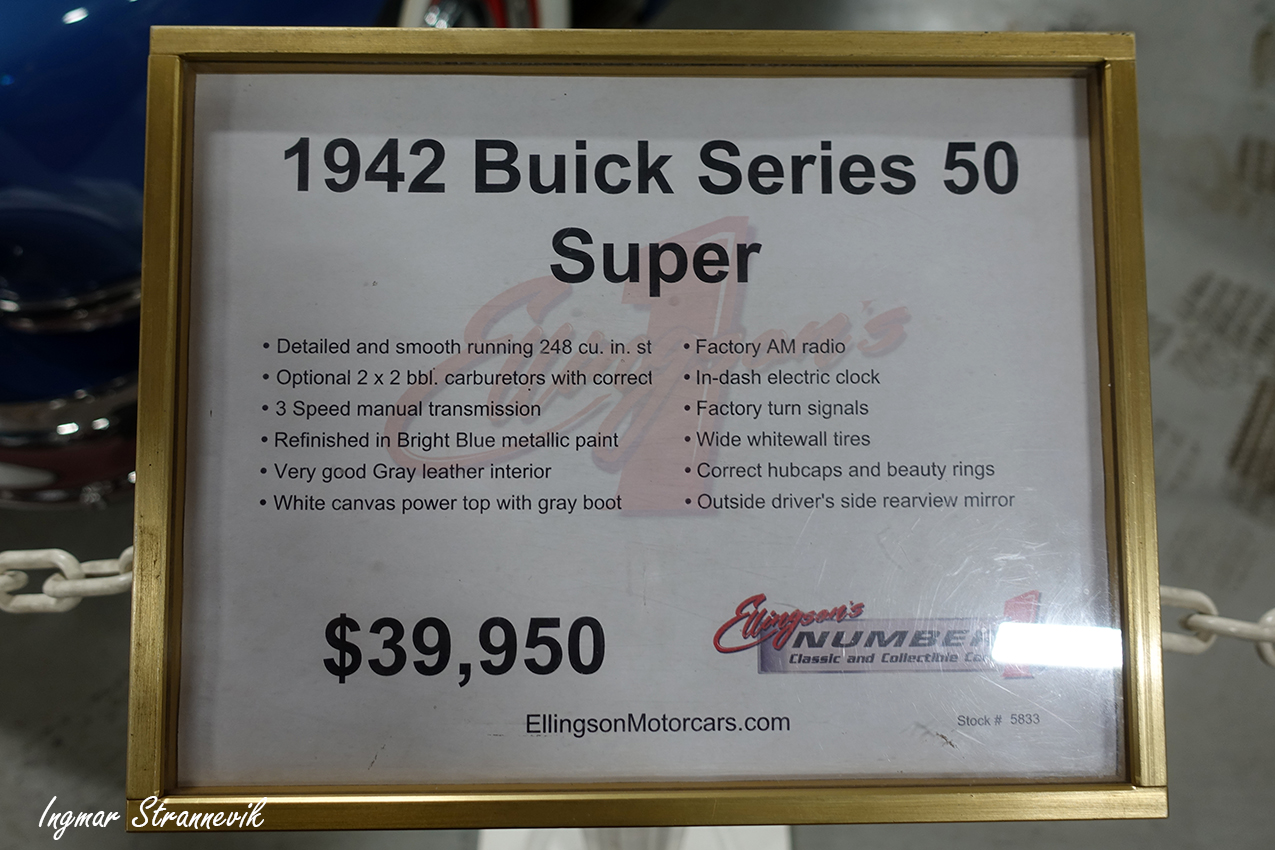 1942 Buick Series 50
Super
• Detailed and smooth running 248 cu. in. st
• Optional 2 x 2 bbl. carburetors with correct
• 3 Speed manual transmission
• Refinished in Bright Blue metallic paint
• Very good Gray leather interior
• White canvas power top with gray boot
• Factory AM radio
• In-dash electric clock
• Factory turn signals
• Wide whitewall tires
• Correct hubcaps and beauty rings
• Outside driver's side rearview mirror
Ellingson's 1
$39,950
Ellingson's
NUMBER 1
Classic and Collectible
EllingsonMotorcars.com
Stock # 5833
Ingmar Strannevik